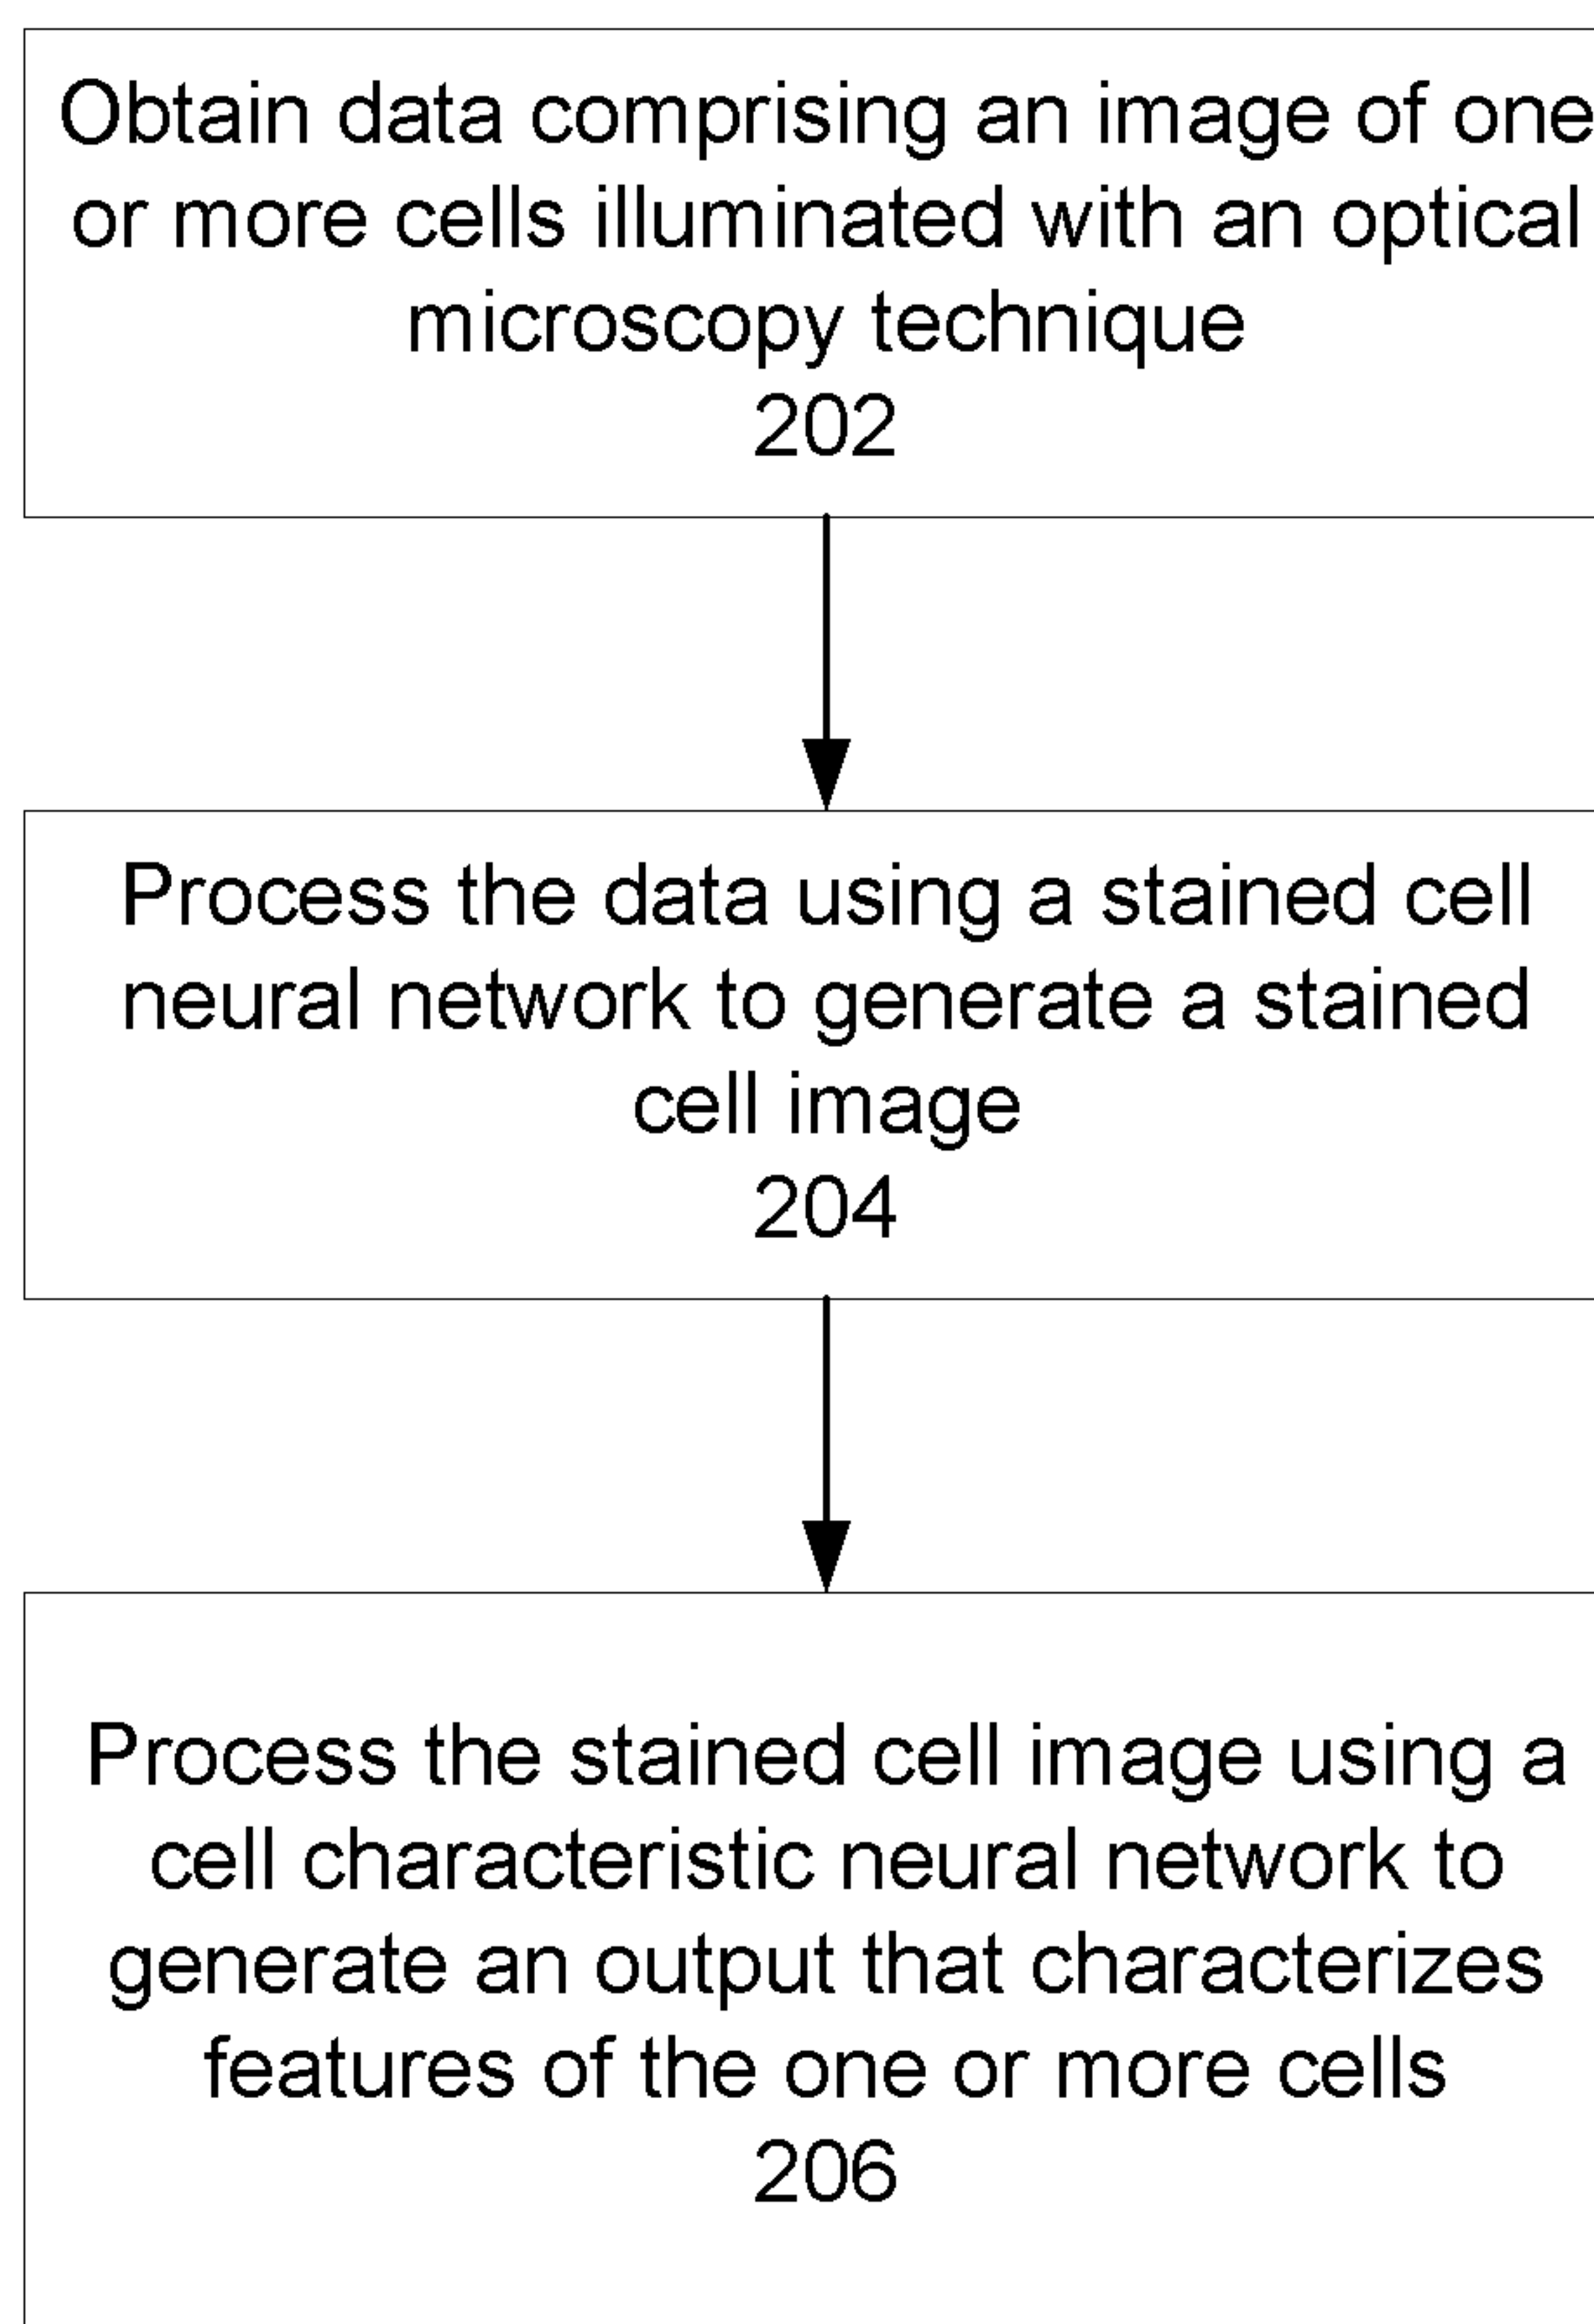 Obtain data comprising an image of one
or more cells illuminated with an optical
microscopy technique
202
Process the data using a stained cell
neural network to generate a stained
cell image
204
Process the stained cell image using a
cell characteristic neural network to
generate an output that characterizes
features of the one or more cells
206